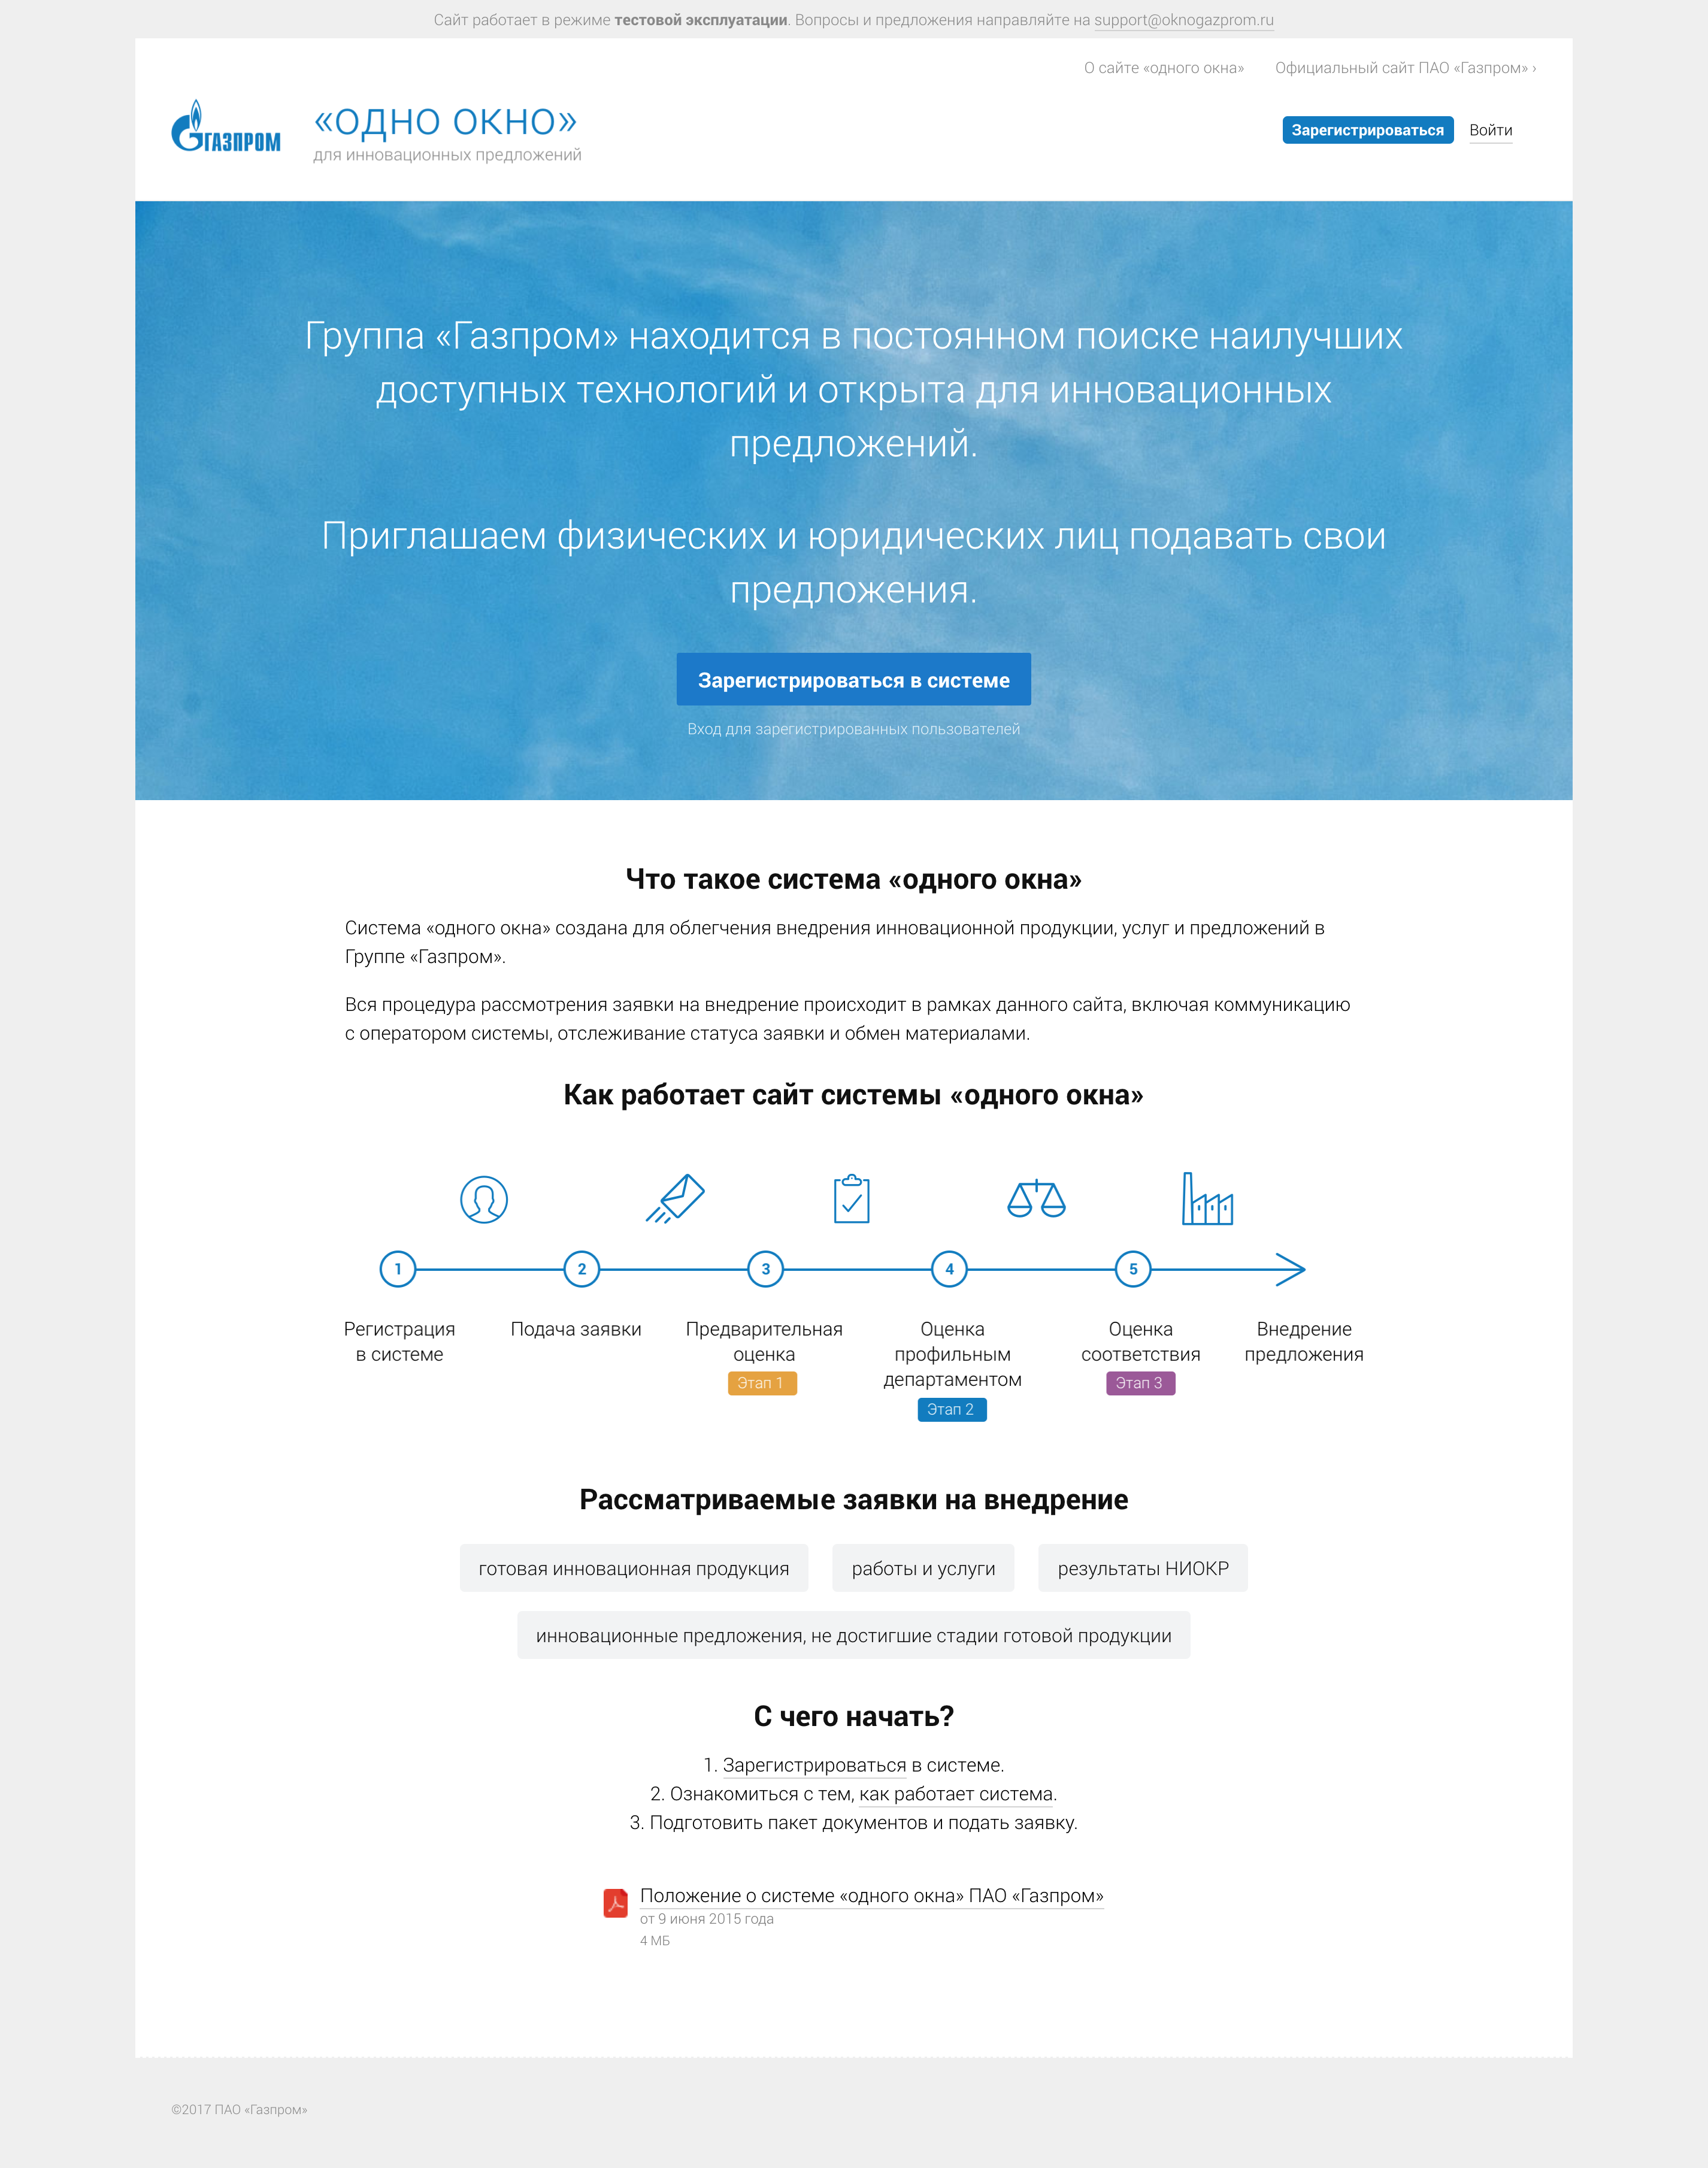 Сайт работает в режиме тестовой эксплуатации. Вопросы и предложения направляйте на support@oknogazprom.ru
О сайте «одного окна» Официальный сайт ПАО «Газпром» ›
ГАЗПРОМ
«ОДНО ОКНО»
для инновационных предложений
Зарегистрироваться Войти
Группа «Газпром» находится в постоянном поиске наилучших
доступных технологий и открыта для инновационных
предложений.
Приглашаем физических и юридических лиц подавать свои
предложения.
Зарегистрироваться в системе
Вход для зарегистрированных пользователей
Что такое система «одного окна»
Система «одного окна» создана для облегчения внедрения инновационной продукции, услуг и предложений в
Группе «Газпром».
Вся процедура рассмотрения заявки на внедрение происходит в рамках данного сайта, включая коммуникацию
с оператором системы, отслеживание статуса заявки и обмен материалами.
Как работает сайт системы «одного окна»
1 2 3 4 5
Регистрация
в системе
Подача заявки
Предварительная
оценка
Этап 1
Оценка
профильным
департаментом
Этап 2
Оценка
соответствия
Этап 3
Внедрение
предложения
Рассматриваемые заявки на внедрение
готовая инновационная продукция
работы и услуги
результаты НИОКР
инновационные предложения, не достигшие стадии готовой продукции
С чего начать?
1. Зарегистрироваться в системе.
2. Ознакомиться с тем, как работает система.
3. Подготовить пакет документов и подать заявку.
Положение о системе «одного окна» ПАО «Газпром»
от 9 июня 2015 года
4 МБ
©2017 ПАО «Газпром»